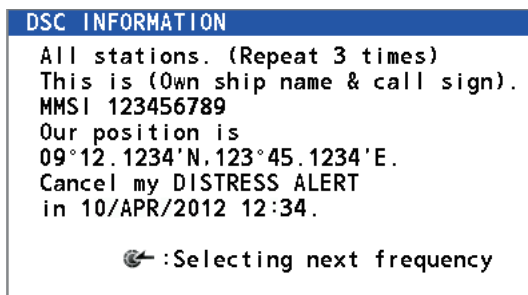 DSC INFORMATION
All stations. (Repeat 3 times)
This is (Own ship name & call sign).
MMSI 123456789
Our position is
09°12.1234'N,123°45.1234'E.
Cancel my DISTRESS ALERT
in 10/APR/2012 12:34.
:Selecting next frequency